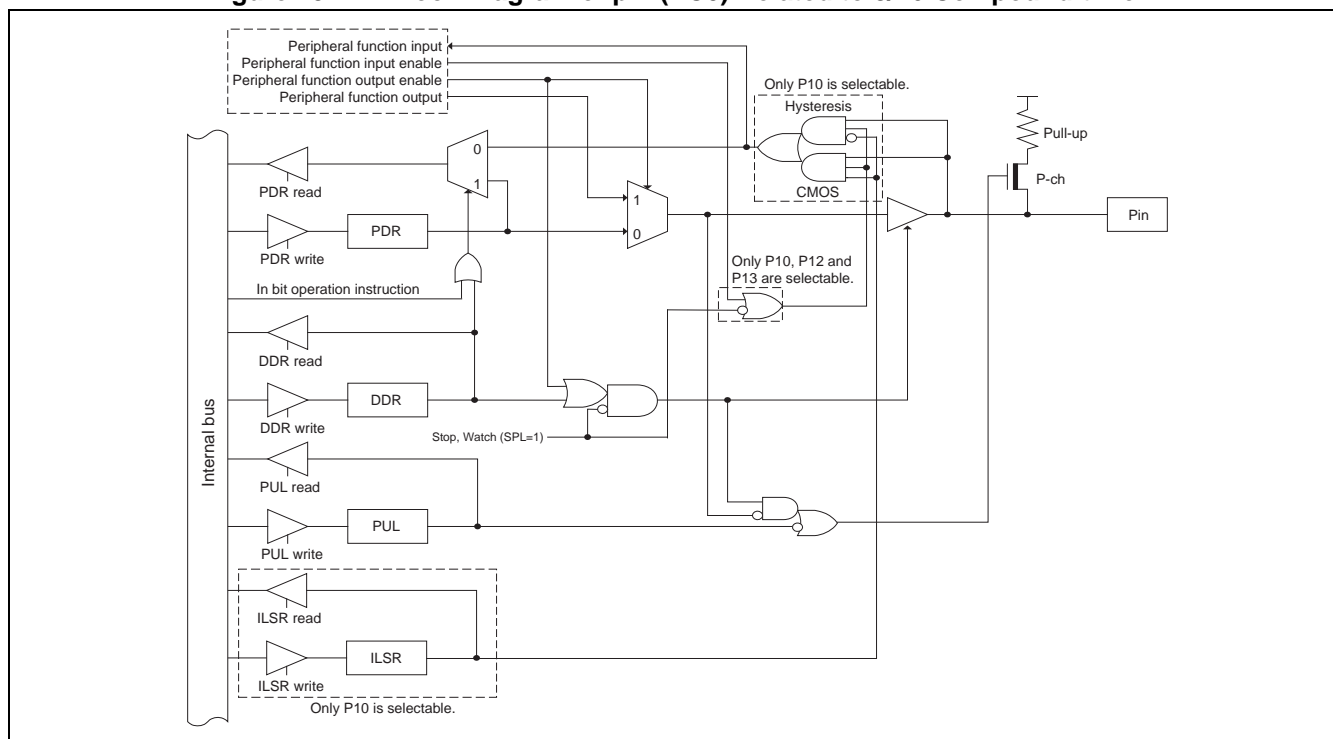 Peripheral function input
Peripheral function input enable
Peripheral function output enable
Peripheral function output
Only P10 is selectable.
Hysteresis
CMOS
Pull-up
P-ch
Pin
0
1
PDR read
PDR write
PDR
1
0
Only P10, P12 and
P13 are selectable.
In bit operation instruction
DDR read
DDR write
DDR
Stop, Watch (SPL=1)
Internal bus
PUL read
PUL write
PUL
ILSR read
ILSR write
ILSR
Only P10 is selectable.